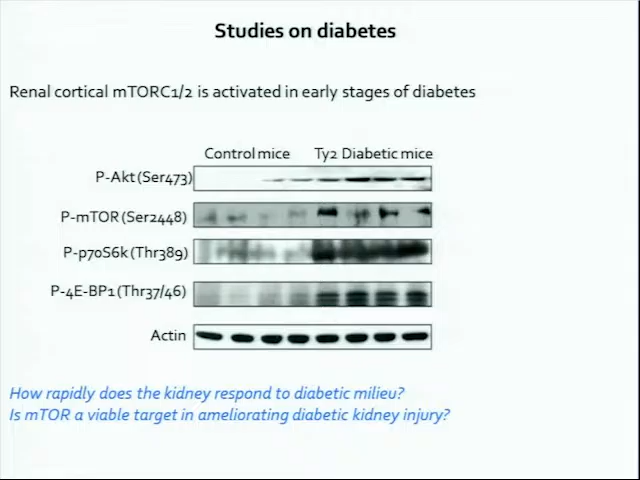 Studies on diabetes
Renal cortical mTORC1/2 is activated in early stages of diabetes
Control mice Ty2 Diabetic mice
P-Akt (Ser473)
P-mTOR (Ser2448)
P-p70S6k (Thr389)
P-4E-BP1 (Thr37/46)
Actin
How rapidly does the kidney respond to diabetic milieu?
Is mTOR a viable target in ameliorating diabetic kidney injury?